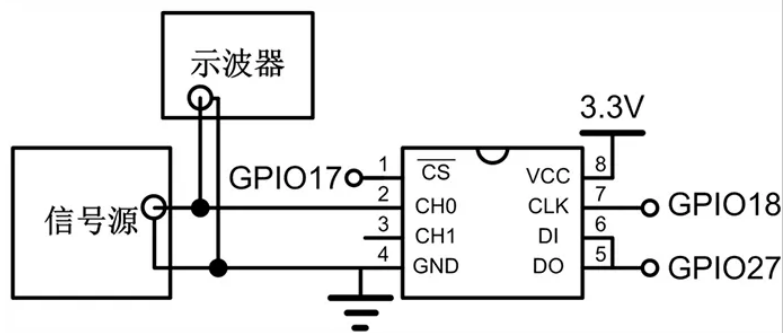 示波器
3.3V
信号源
GPIO17
1
CS
VCC
8
2
CH0
CLK
7
GPIO18
3
CH1
DI
6
4
GND
DO
5
GPIO27